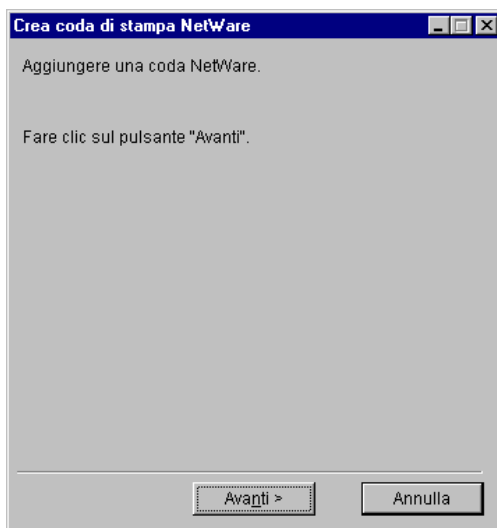 Crea coda di stampa NetWare
Aggiungere una coda NetWare.
Fare clic sul pulsante "Avanti".
Avanti >
Annulla